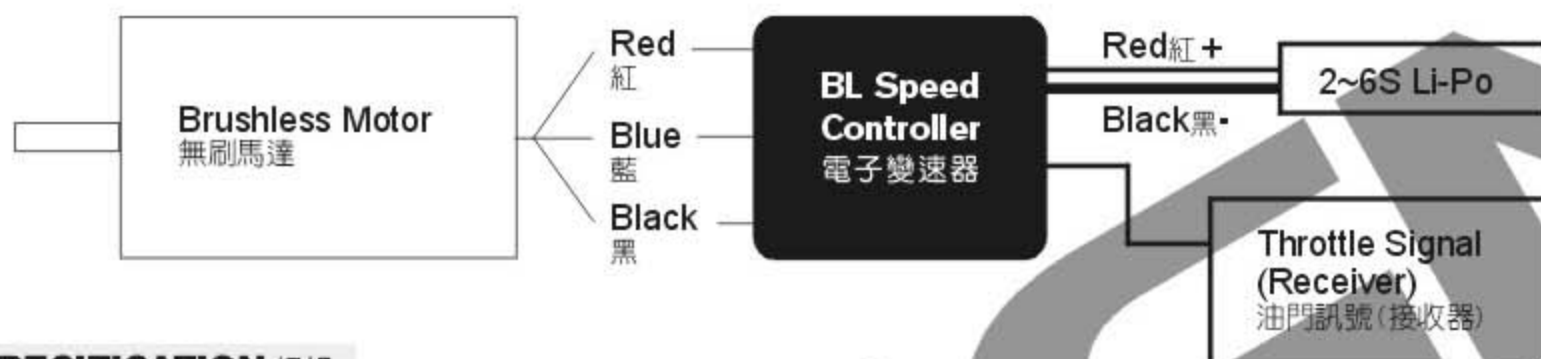 Brushless Motor
無刷馬達
Red
紅
Blue
藍
Black
黑
BL Speed
Controller
電子變速器
Red紅+
Black黑-
2~6S Li-Po
Throttle Signal
(Receiver)
油門訊號(接收器)